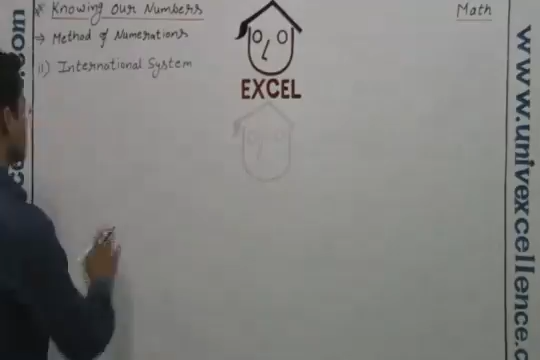 * Knowing Our Numbers
Math
→ Method of Numerations
ii) International System
EXCEL
www.univexcellence.c